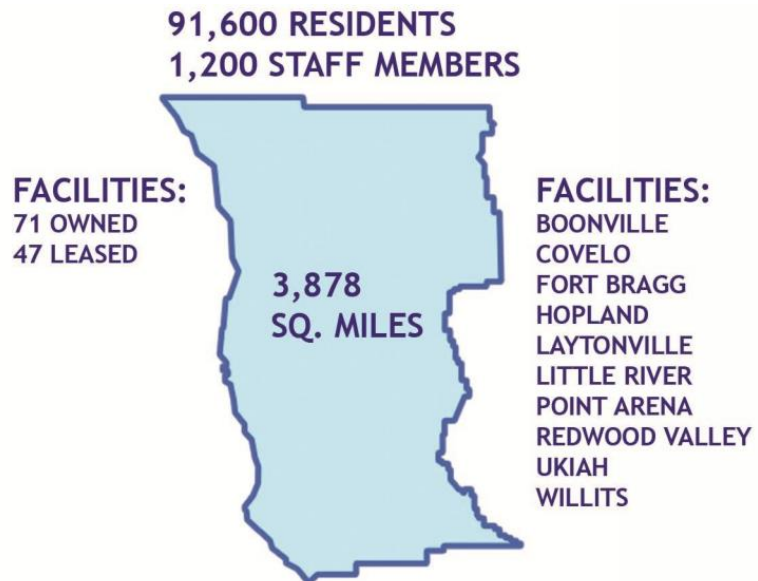 91,600 RESIDENTS
1,200 STAFF MEMBERS
FACILITIES:
71 OWNED
47 LEASED
3,878
SQ. MILES
FACILITIES:
BOONVILLE
COVELO
FORT BRAGG
HOPLAND
LAYTONVILLE
LITTLE RIVER
POINT ARENA
REDWOOD VALLEY
UKIAH
WILLITS